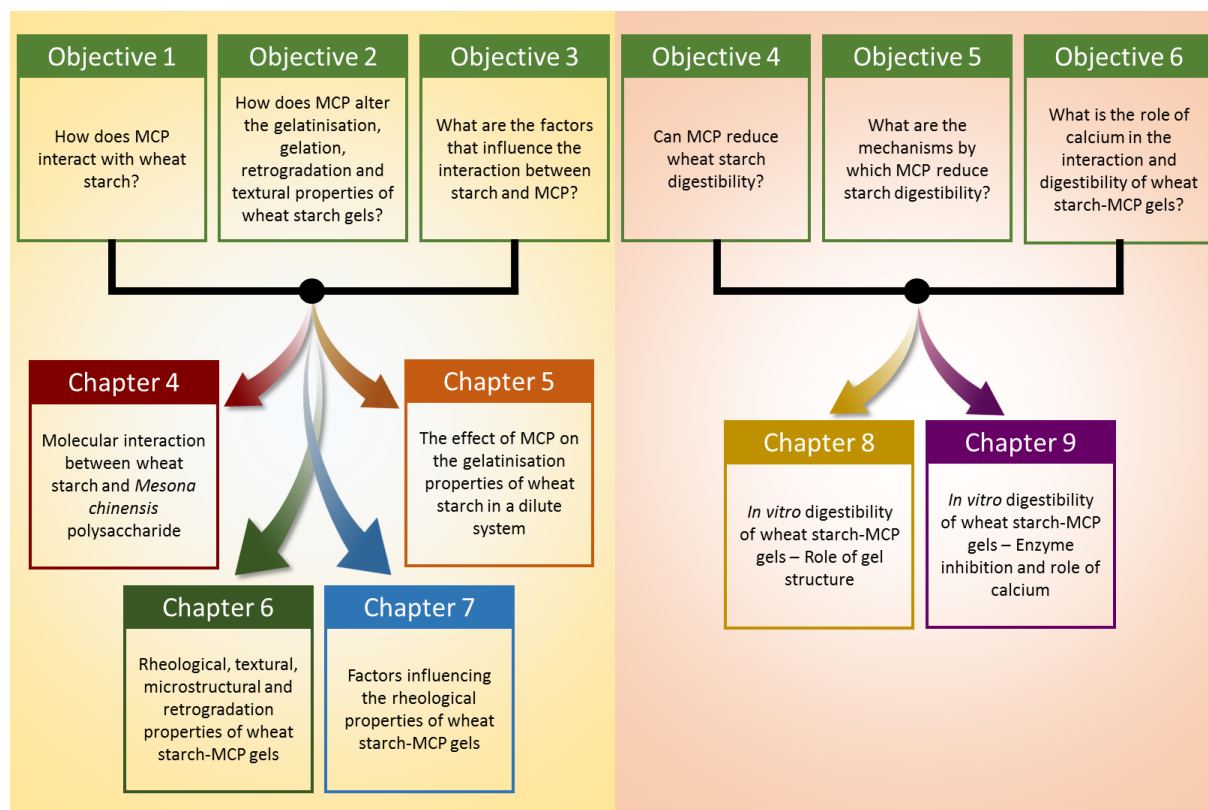 Objective 1
How does MCP
interact with wheat
starch?
Objective 2
How does MCP alter
the gelatinisation,
gelation,
retrogradation and
textural properties of
wheat starch gels?
Objective 3
What are the factors
that influence the
interaction between
starch and MCP?
Objective 4
Can MCP reduce
wheat starch
digestibility?
Objective 5
What are the
mechanisms by
which MCP reduce
starch digestibility?
Objective 6
What is the role of
calcium in the
interaction and
digestibility of wheat
starch-MCP gels?
Chapter 4
Molecular interaction
between wheat
starch and Mesona
chinensis
polysaccharide
Chapter 5
The effect of MCP on
the gelatinisation
properties of wheat
starch in a dilute
system
Chapter 6
Rheological, textural,
microstructural and
retrogradation
properties of wheat
starch-MCP gels
Chapter 7
Factors influencing
the rheological
properties of wheat
starch-MCP gels
Chapter 8
In vitro digestibility
of wheat starch-MCP
gels – Role of gel
structure
Chapter 9
In vitro digestibility
of wheat starch-MCP
gels – Enzyme
inhibition and role of
calcium